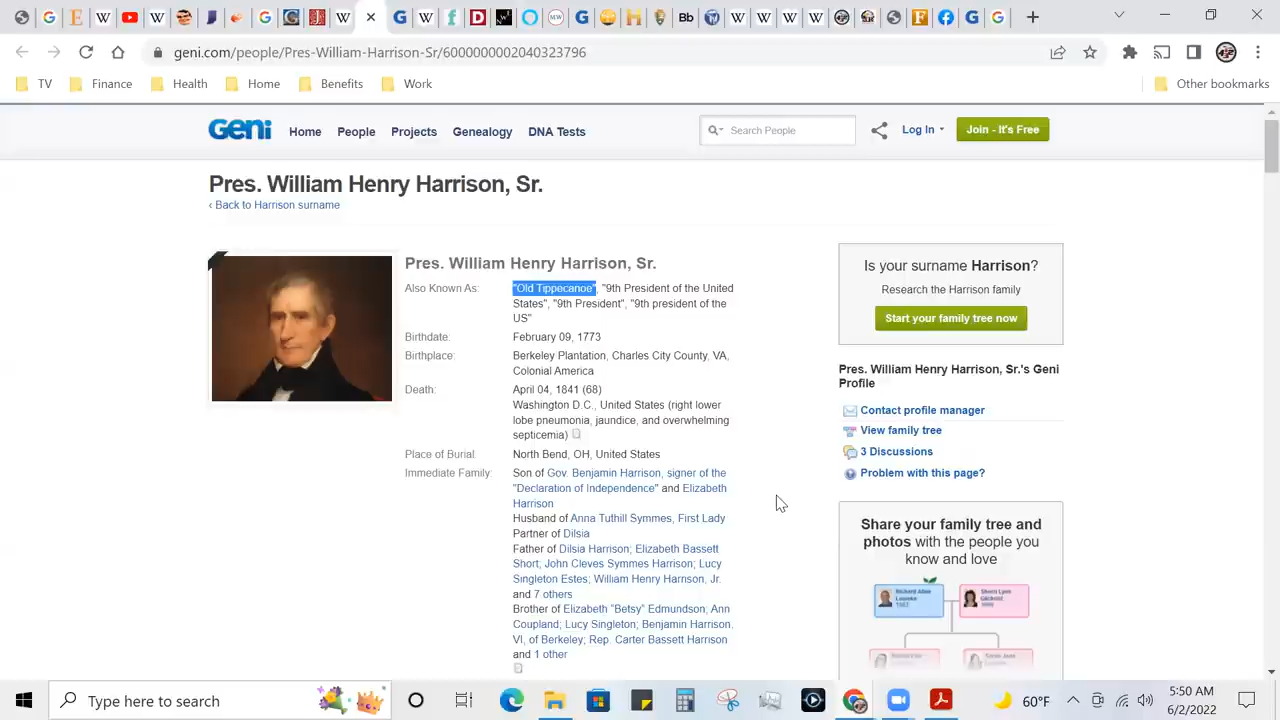 geni.com/people/Pres-William-Harrison-Sr/6000000002040323796
TV Finance Health Home Benefits Work Other bookmarks
Geni Home People Projects Genealogy DNA Tests Search People Log In Join - It's Free
Pres. William Henry Harrison, Sr.
‹ Back to Harrison surname
Pres. William Henry Harrison, Sr.
Also Known As: "Old Tippecanoe", "9th President of the United
States", "9th President", "9th president of the
US"
Birthdate: February 09, 1773
Birthplace: Berkeley Plantation, Charles City County, VA,
Colonial America
Death: April 04, 1841 (68)
Washington D.C., United States (right lower
lobe pneumonia, jaundice, and overwhelming
septicemia)
Place of Burial: North Bend, OH, United States
Immediate Family: Son of Gov. Benjamin Harrison, signer of the
"Declaration of Independence" and Elizabeth
Harrison
Husband of Anna Tuthill Symmes, First Lady
Partner of Dilsia
Father of Dilsia Harrison; Elizabeth Bassett
Short; John Cleves Symmes Harrison; Lucy
Singleton Estes; William Henry Harrison, Jr.
and 7 others
Brother of Elizabeth "Betsy" Edmundson; Ann
Coupland; Lucy Singleton; Benjamin Harrison,
VI, of Berkeley; Rep. Carter Bassett Harrison
and 1 other
Is your surname Harrison?
Research the Harrison family
Start your family tree now
Pres. William Henry Harrison, Sr.'s Geni
Profile
Contact profile manager
View family tree
3 Discussions
Problem with this page?
Share your family tree and
photos with the people you
know and love
Type here to search
60°F
5:50 AM
6/2/2022